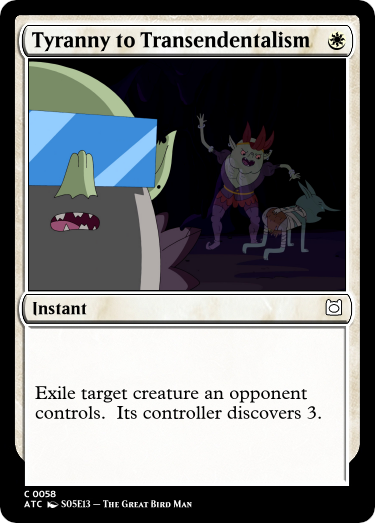 Tyranny to Transendentalism
Instant
Exile target creature an opponent
controls. Its controller discovers 3.
C 0058
ATC S05E13 — The Great Bird Man